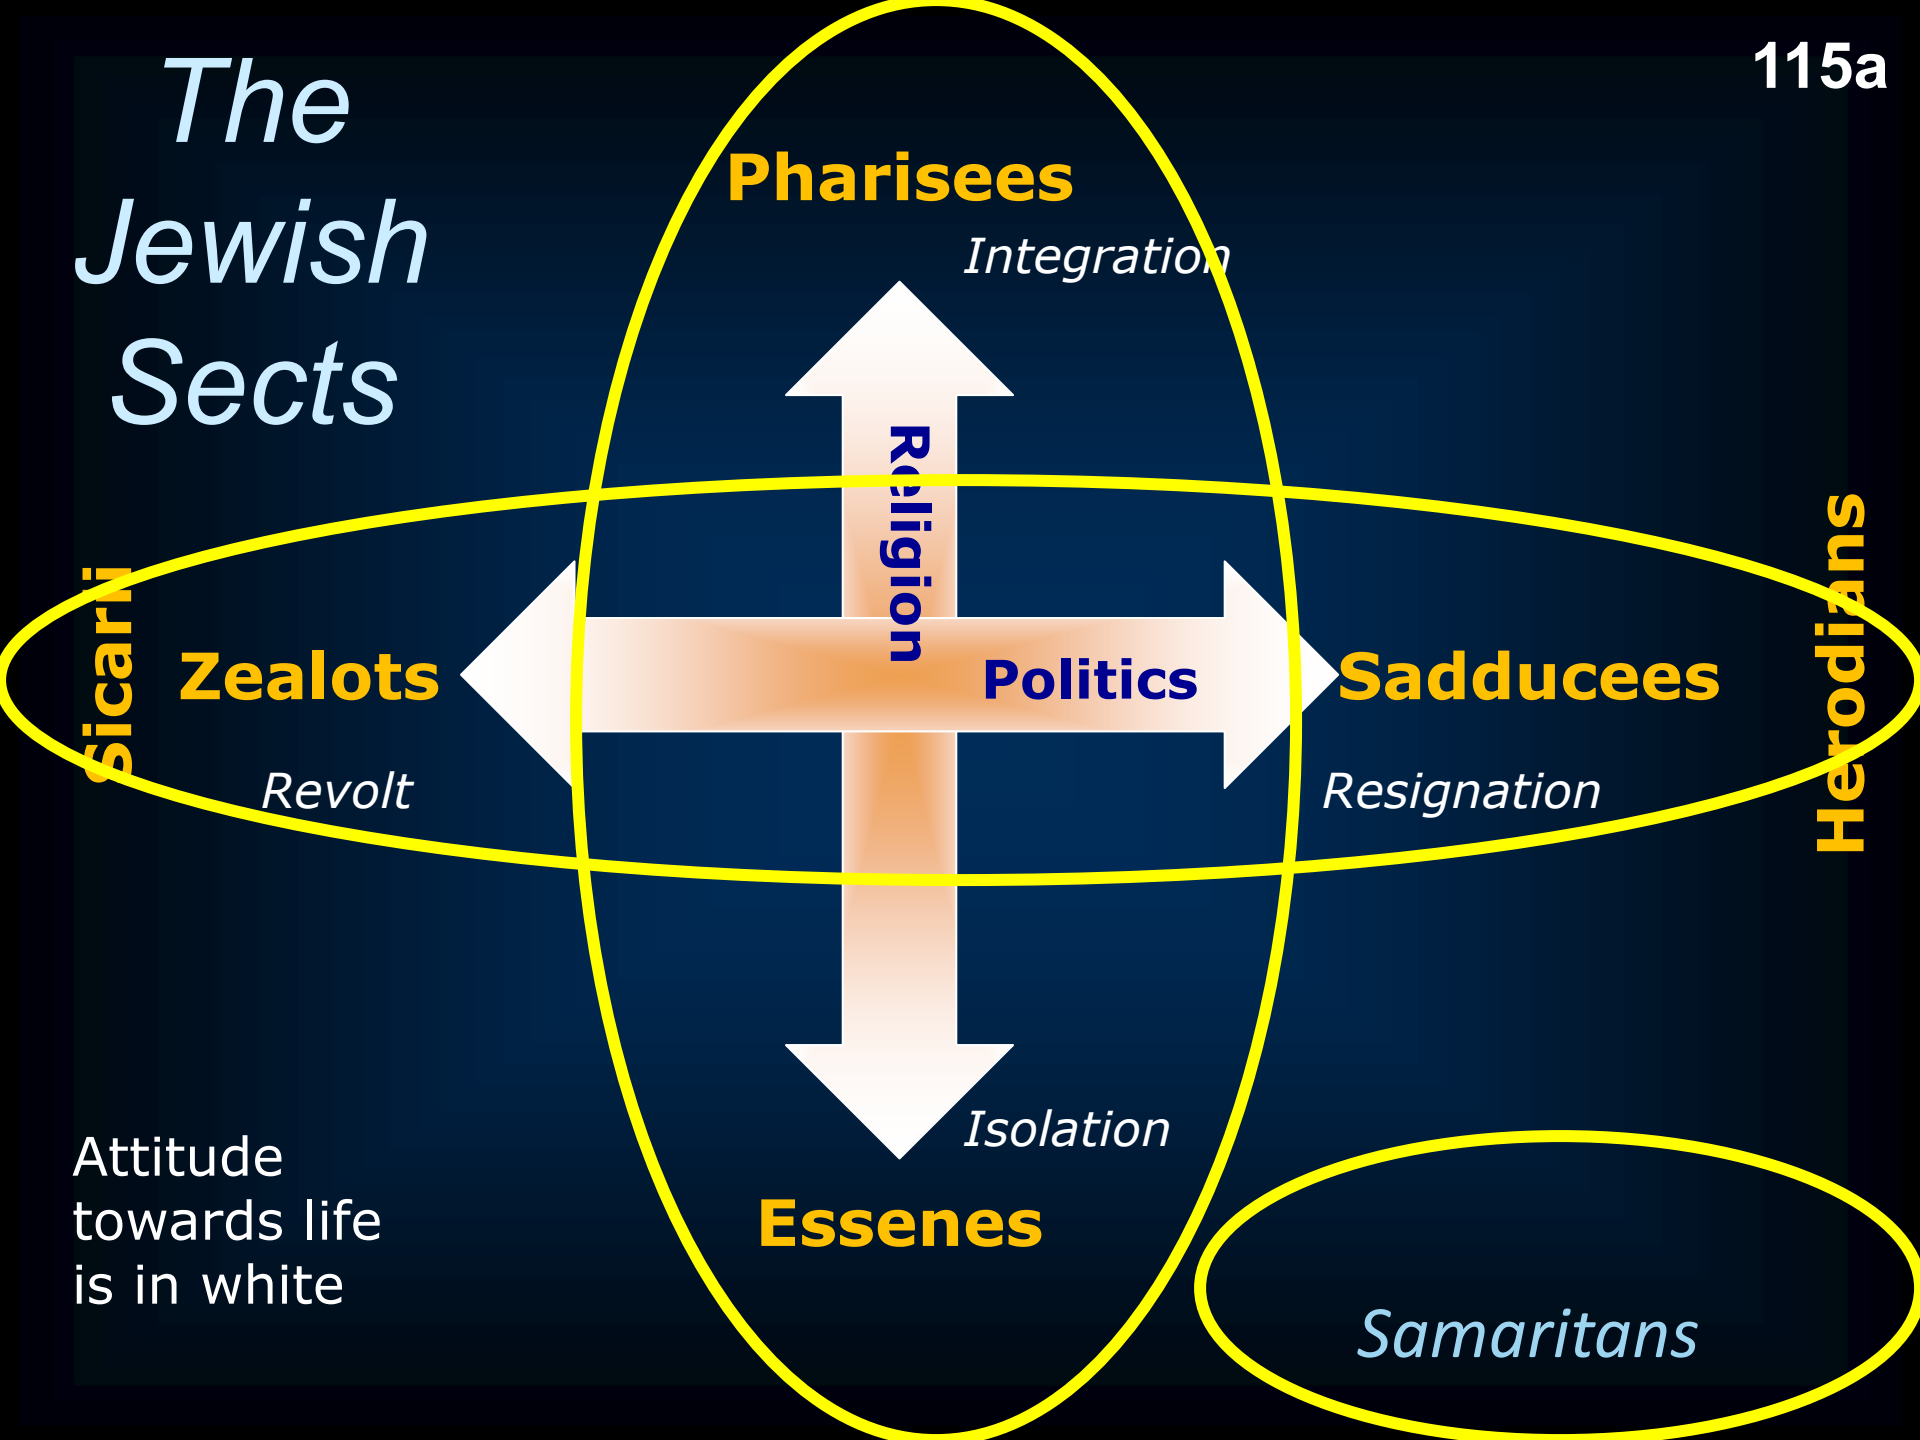 The
Jewish
Sects
115a
Pharisees
Integration
Religion
Sicarii
Zealots
Politics
Sadducees
Herodians
Revolt
Resignation
Isolation
Essenes
Attitude
towards life
is in white
Samaritans